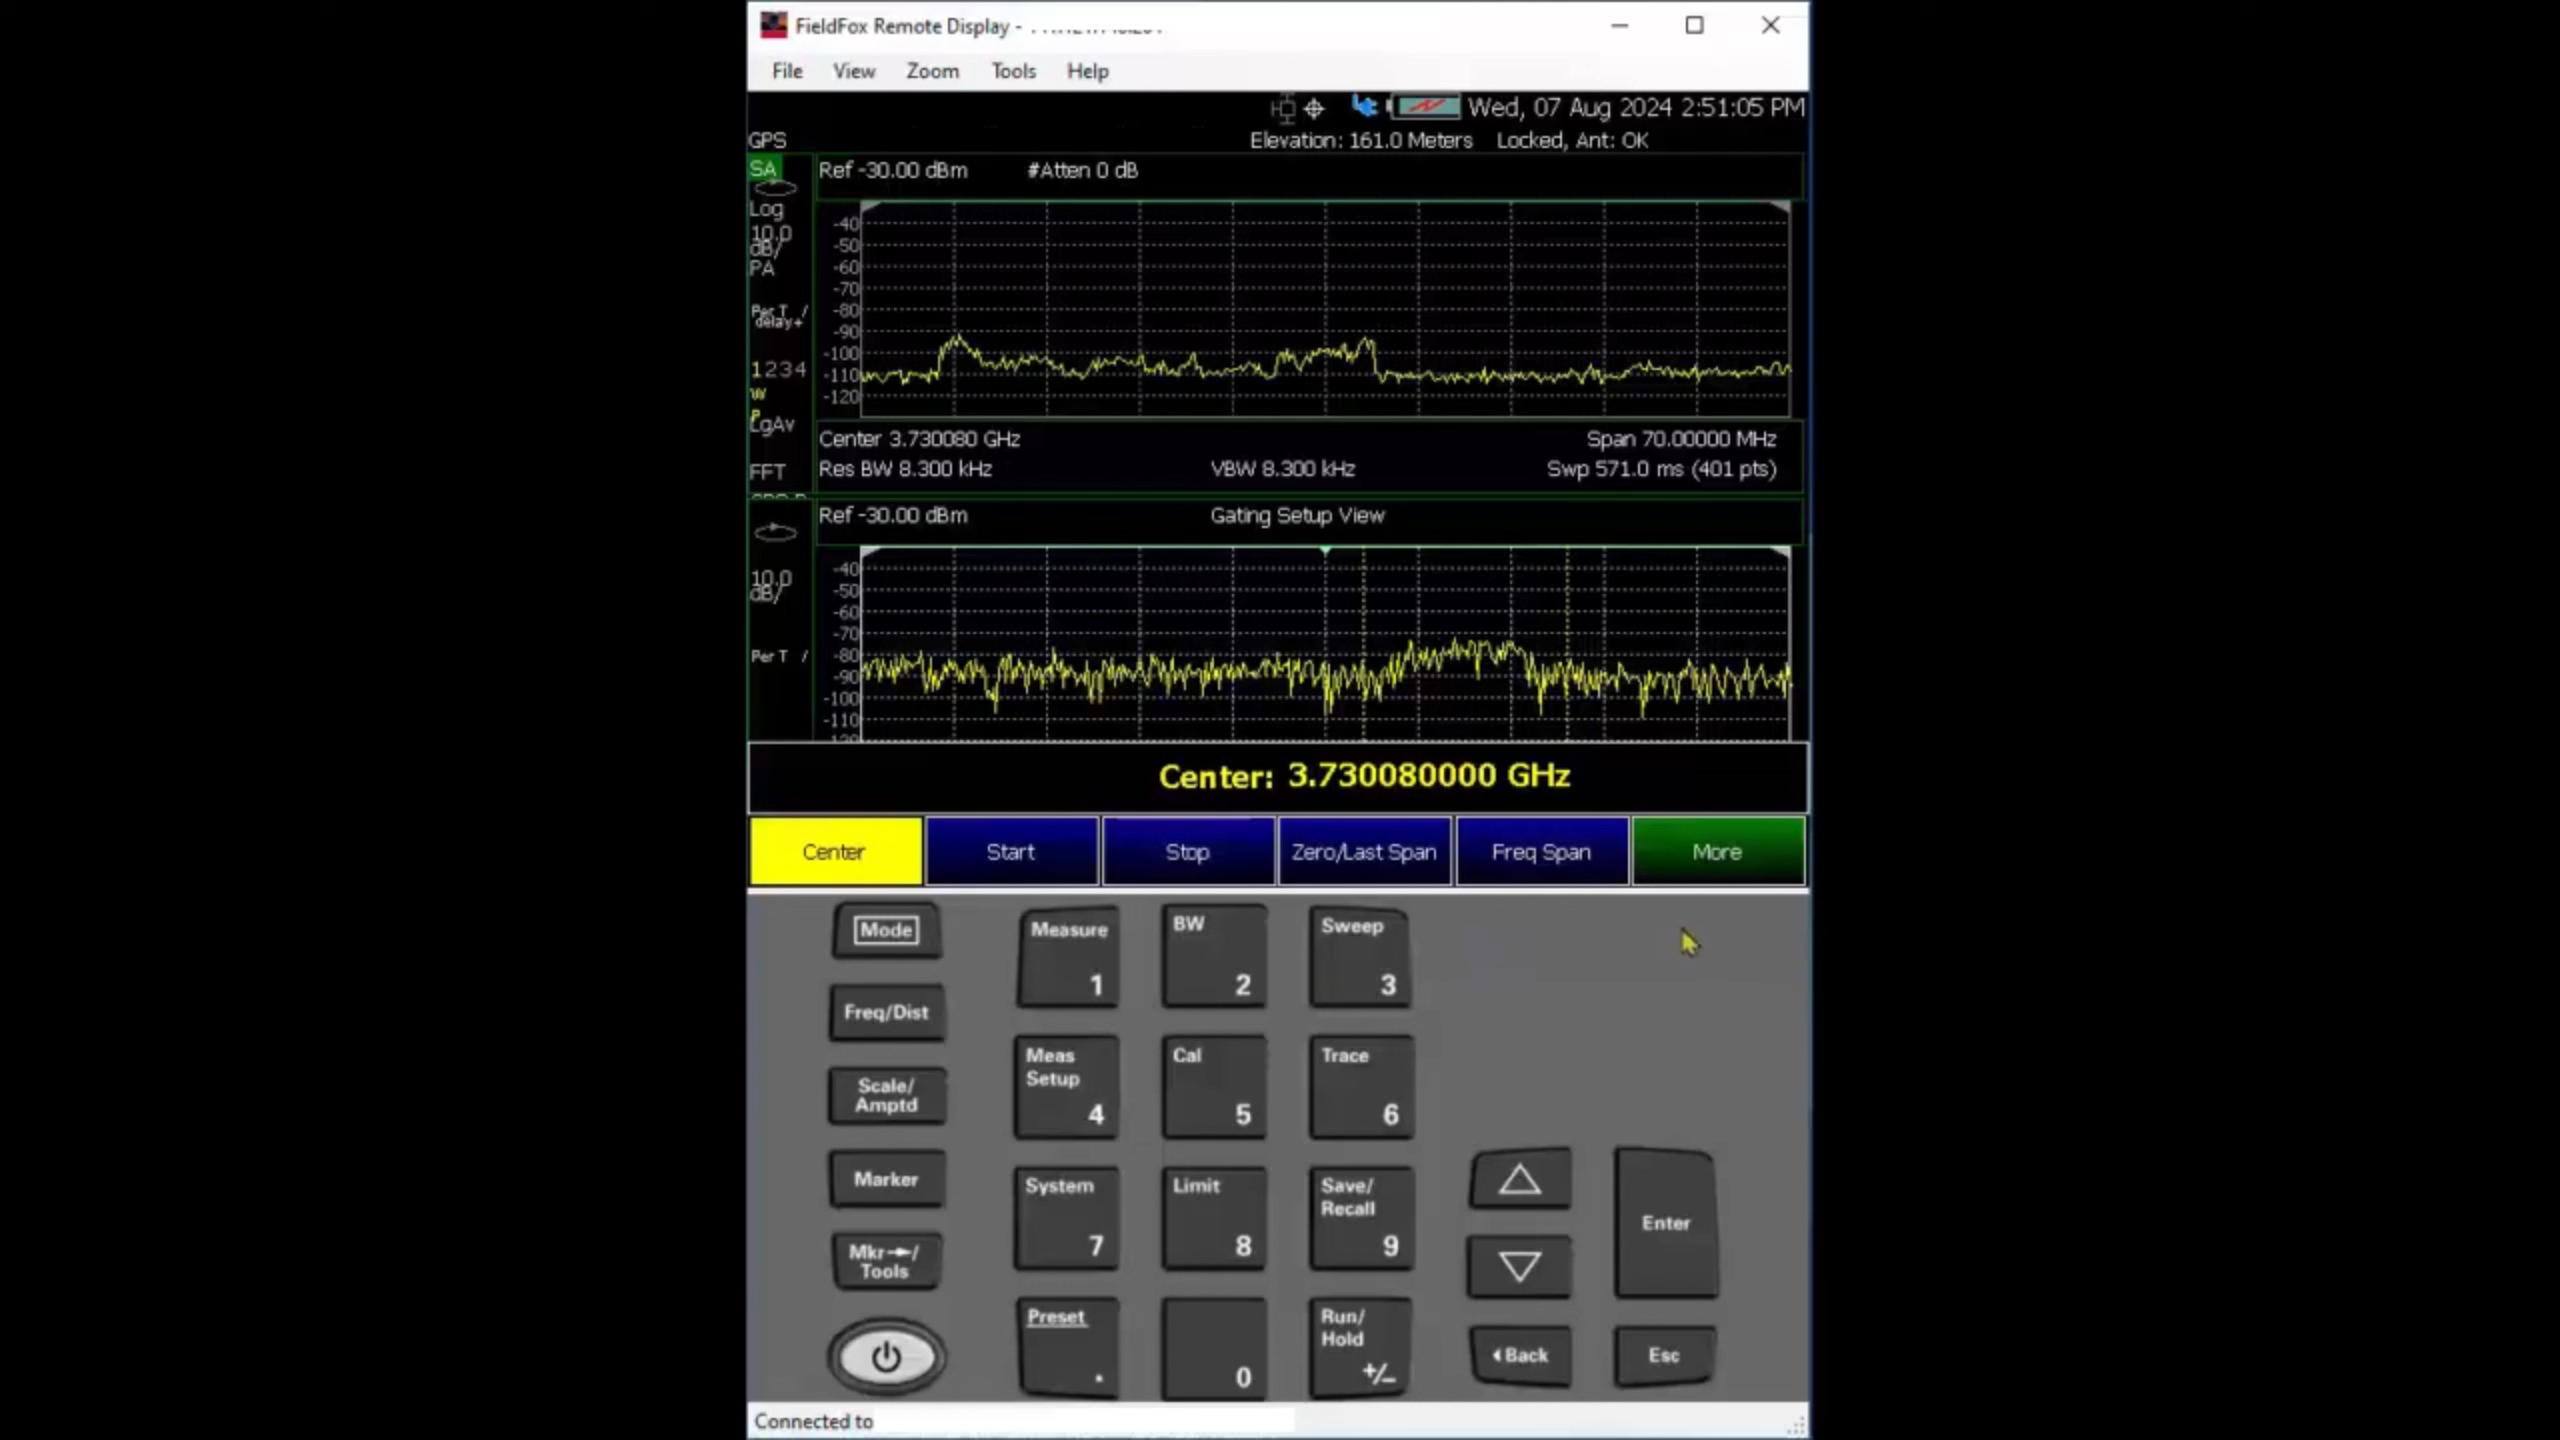 FieldFox Remote Display -
File View Zoom Tools Help
Wed, 07 Aug 2024 2:51:05 PM
GPS Elevation: 161.0 Meters Locked, Ant: OK
SA Ref -30.00 dBm #Atten 0 dB
Log
10.0
dB/
PA
Per T /
delay+
1234
W
P
LgAv
FFT
-40
-50
-60
-70
-80
-90
-100
-110
-120
Center 3.730080 GHz Span 70.00000 MHz
Res BW 8.300 kHz VBW 8.300 kHz Swp 571.0 ms (401 pts)
Ref -30.00 dBm Gating Setup View
10.0
dB/
Per T /
-40
-50
-60
-70
-80
-90
-100
-110
Center: 3.730080000 GHz
Center Start Stop Zero/Last Span Freq Span More
Mode
Freq/Dist
Scale/
Amptd
Marker
Mkr→/
Tools
Measure
1
BW
2
Sweep
3
Meas
Setup
4
Cal
5
Trace
6
System
7
Limit
8
Save/
Recall
9
Preset
.
0
Run/
Hold
+/-
Enter
Back
Esc
Connected to